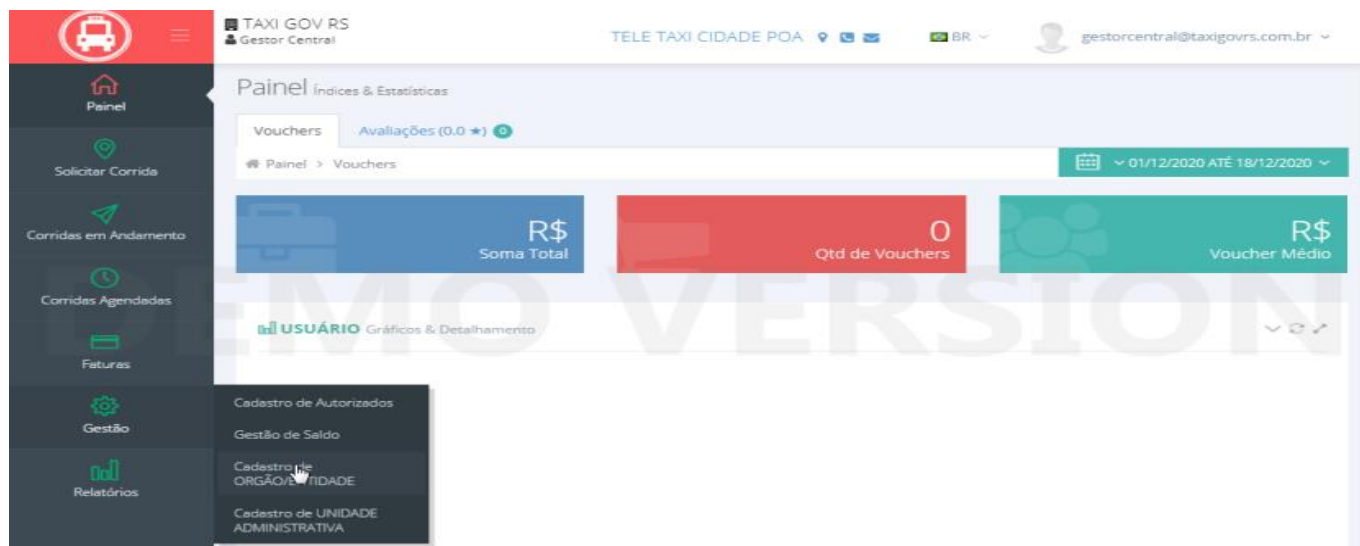 TAXI GOV RS
Gestor Central
TELE TAXI CIDADE POA
BR
gestorcentral@taxigovrs.com.br
Painel
Solicitar Corrida
Corridas em Andamento
Corridas Agendadas
Faturas
Gestão
Relatórios
Painel Índices & Estatísticas
Vouchers Avaliações (0.0 ★) 0
Painel > Vouchers
01/12/2020 ATÉ 18/12/2020
R$
Soma Total
0
Qtd de Vouchers
R$
Voucher Médio
DEMO VERSION
USUÁRIO Gráficos & Detalhamento
Cadastro de Autorizados
Gestão de Saldo
Cadastro de
ORGÃO/ENTIDADE
Cadastro de UNIDADE
ADMINISTRATIVA